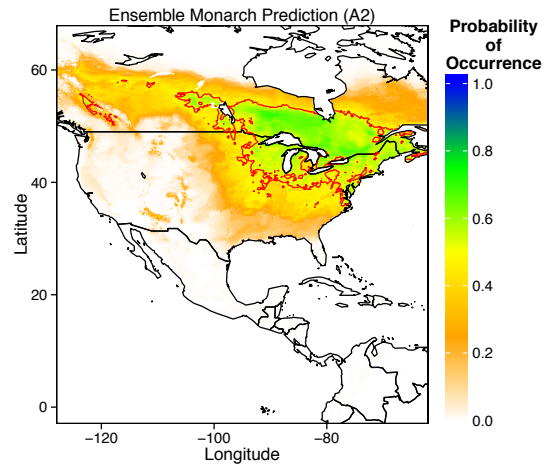 Ensemble Monarch Prediction (A2)
Probability
of
Occurrence
1.0
0.8
0.6
0.4
0.2
0.0
60
40
20
0
Latitude
−120
−100
−80
Longitude